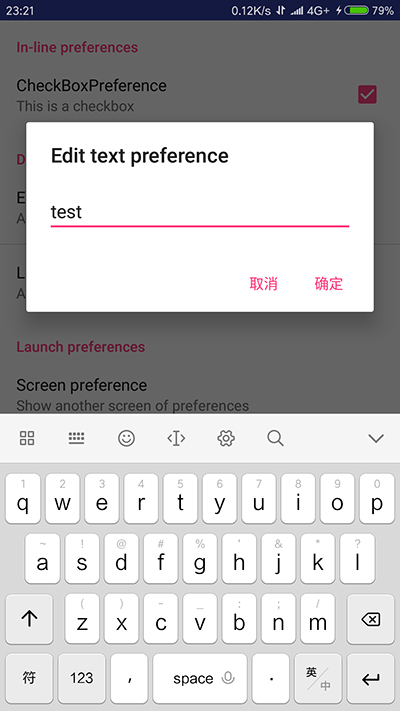 23:21 0.12K/s 4G+ 79%
In-line preferences
CheckBoxPreference
This is a checkbox
D
Edit text preference
E
A
test
L
A
取消 确定
Launch preferences
Screen preference
Show another screen of preferences
1 2 3 4 5 6 7 8 9 0
q w e r t y u i o p
~ ! @ # % ' & * ?
a s d f g h j k l
( ) - _ : ; /
z x c v b n m
符 123 , space . 英/中